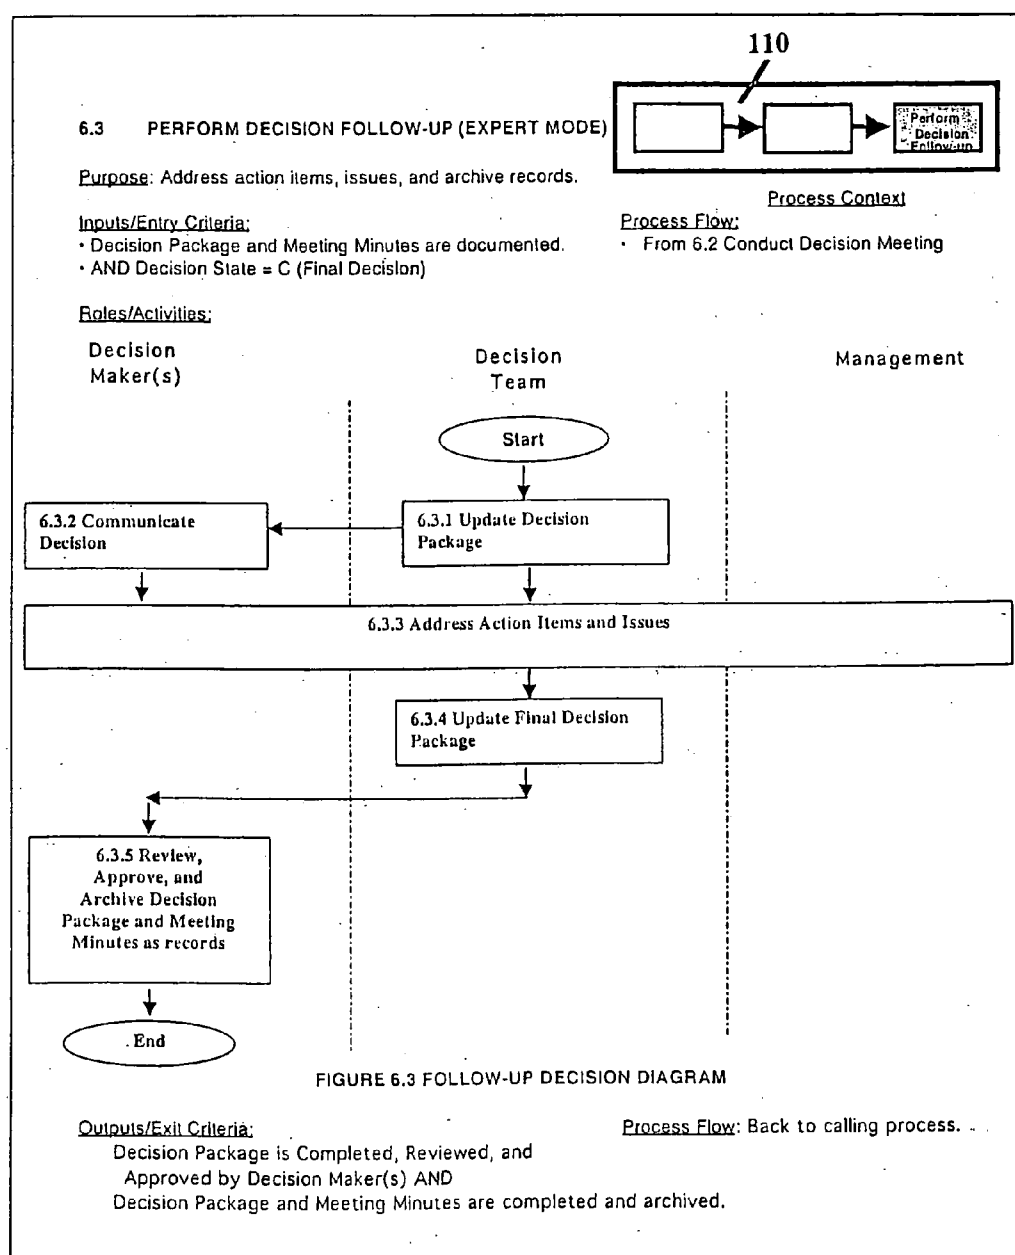 110
6.3 PERFORM DECISION FOLLOW-UP (EXPERT MODE)
Perform
Decision
Follow-up
Process Context
Purpose: Address action items, issues, and archive records.
Inputs/Entry Criteria:
• Decision Package and Meeting Minutes are documented.
• AND Decision State = C (Final Decision)
Process Flow:
• From 6.2 Conduct Decision Meeting
Roles/Activities:
Decision
Maker(s)
Decision
Team
Management
Start
6.3.2 Communicate
Decision
6.3.1 Update Decision
Package
6.3.3 Address Action Items and Issues
6.3.4 Update Final Decision
Package
6.3.5 Review,
Approve, and
Archive Decision
Package and Meeting
Minutes as records
End
FIGURE 6.3 FOLLOW-UP DECISION DIAGRAM
Outputs/Exit Criteria:
Decision Package is Completed, Reviewed, and
Approved by Decision Maker(s) AND
Decision Package and Meeting Minutes are completed and archived.
Process Flow: Back to calling process.